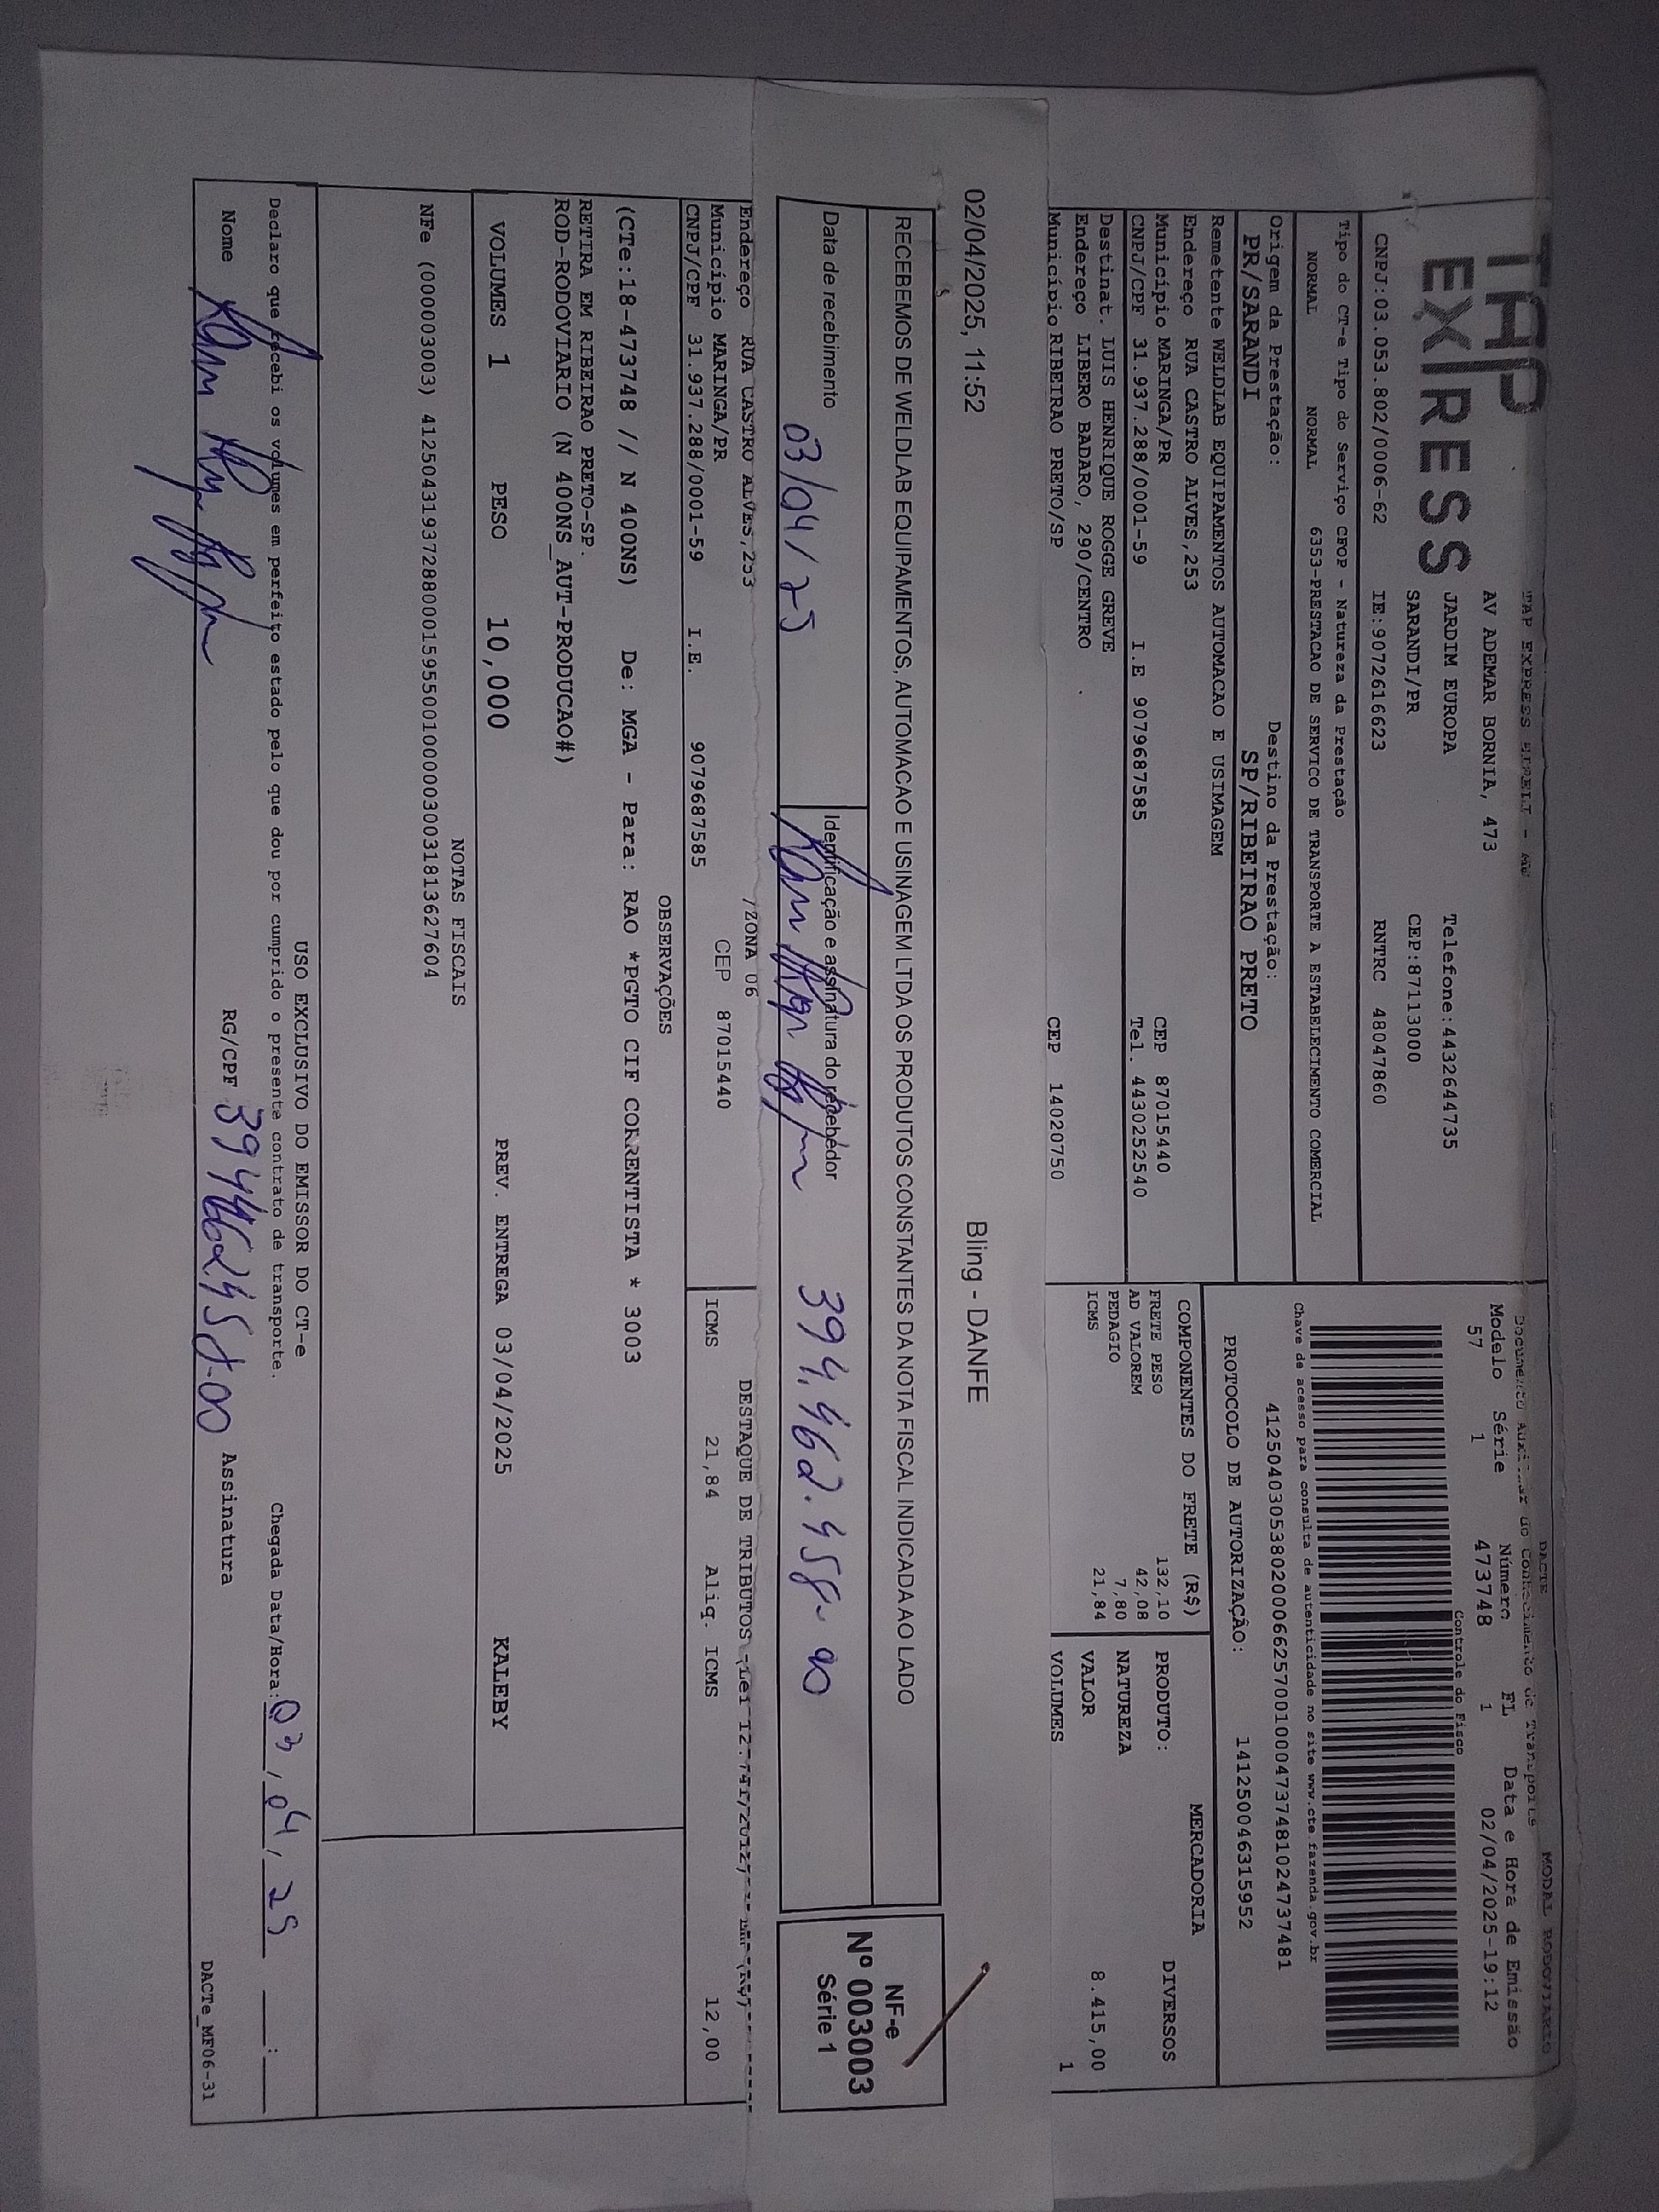 TAP
EXPRESS
TAP EXPRESS EIRELI - ME
AV ADEMAR BORNIA, 473
JARDIM EUROPA Telefone:4432644735
SARANDI/PR CEP:87113000
CNPJ:03.053.802/0006-62 IE:9072616623 RNTRC 48047860
Tipo do CT-e Tipo do Serviço CFOP - Natureza da Prestação
NORMAL NORMAL 6353-PRESTACAO DE SERVICO DE TRANSPORTE A ESTABELECIMENTO COMERCIAL
Origem da Prestação: Destino da Prestação:
PR/SARANDI SP/RIBEIRAO PRETO
Remetente WELDLAB EQUIPAMENTOS AUTOMACAO E USIMAGEM
Endereço RUA CASTRO ALVES,253
Município MARINGA/PR CEP 87015440
CNPJ/CPF 31.937.288/0001-59 I.E 9079687585 Tel. 4430252540
Destinat. LUIS HENRIQUE ROGGE GREVE
Endereço LIBERO BADARO, 290/CENTRO
Município RIBEIRAO PRETO/SP CEP 14020750
DACTE MODAL RODOVIARIO
Documento Auxiliar do Conhecimento de Transporte
Modelo Série Número FL Data e Hora de Emissão
57 1 473748 1 02/04/2025-19:12
Controle do Fisco
Chave de acesso para consulta de autenticidade no site www.cte fazenda.gov.br
41250403053802000662570010004737481024737481
PROTOCOLO DE AUTORIZAÇÃO: 141250046315952
COMPONENTES DO FRETE (R$)
FRETE PESO 132,10
AD VALOREM 42,08
PEDAGIO 7,80
ICMS 21,84
MERCADORIA
PRODUTO: DIVERSOS
NATUREZA
VALOR 8.415,00
VOLUMES 1
02/04/2025, 11:52 Bling - DANFE
RECEBEMOS DE WELDLAB EQUIPAMENTOS, AUTOMACAO E USINAGEM LTDA OS PRODUTOS CONSTANTES DA NOTA FISCAL INDICADA AO LADO
Data de recebimento 03/04/25
Identificação e assinatura do recebedor
394.462.458-00
NF-e
Nº 003003
Série 1
Endereço RUA CASTRO ALVES,253 /ZONA 06
Município MARINGA/PR CEP 87015440
CNPJ/CPF 31.937.288/0001-59 I.E. 9079687585
DESTAQUE DE TRIBUTOS -Lei 12.741/2012
ICMS 21,84 Aliq. ICMS 12,00
OBSERVAÇÕES
(CTe:18-473748 // N 400NS) De: MGA - Para: RAO *PGTO CIF CORRENTISTA * 3003
RETIRA EM RIBEIRAO PRETO-SP.
ROD-RODOVIARIO (N 400NS_AUT-PRODUCAO#)
VOLUMES 1 PESO 10,000 PREV. ENTREGA 03/04/2025 KALEBY
NOTAS FISCAIS
NFe (000003003) 41250431937288000159550010000030031813627604
USO EXCLUSIVO DO EMISSOR DO CT-e
Declaro que recebi os volumes em perfeito estado pelo que dou por cumprido o presente contrato de transporte.
Chegada Data/Hora: 03/04/25 :
Nome RG/CPF 394462458-00 Assinatura
DACTe_MF06-31